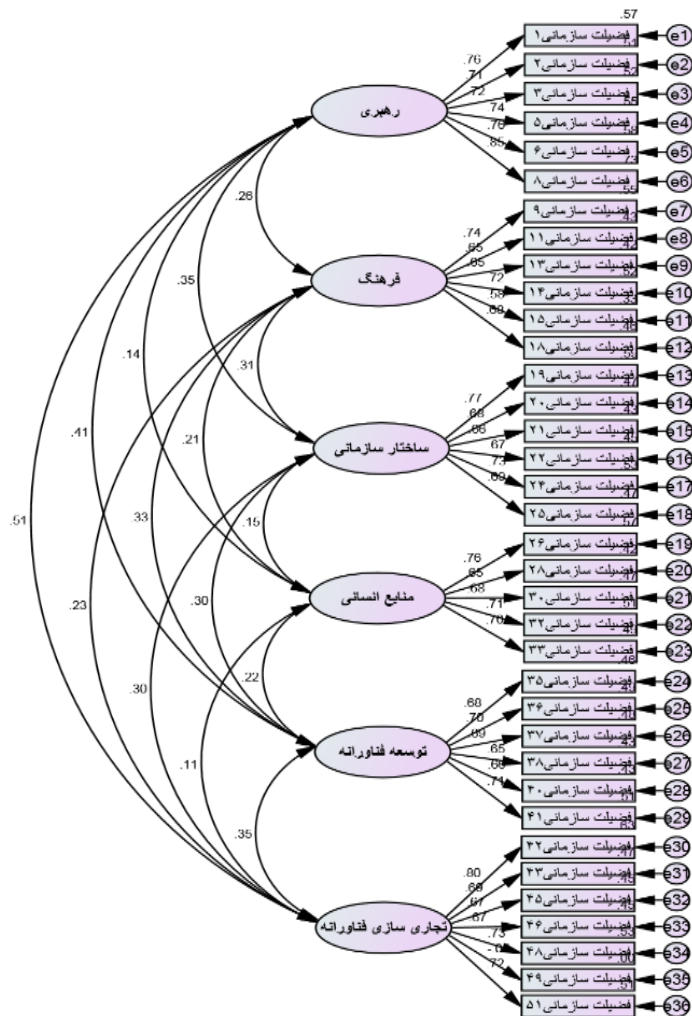 .57
.76 فضیلت سازمانی۱ e1
.71 فضیلت سازمانی۲ e2
.72 فضیلت سازمانی۳ e3
.74 فضیلت سازمانی۵ e4
فضیلت سازمانی۶ e5
.85 فضیلت سازمانی۸ e6
رهبری
.26
.74 فضیلت سازمانی۹ e7
.65 فضیلت سازمانی۱۱ e8
فضیلت سازمانی۱۳ e9
.72 فضیلت سازمانی۱۴ e10
.58 فضیلت سازمانی۱۵ e11
فضیلت سازمانی۱۸ e12
فرهنگ
.35
.31
.14
.77 فضیلت سازمانی۱۹ e13
.68 فضیلت سازمانی۲۰ e14
فضیلت سازمانی۲۱ e15
.67 فضیلت سازمانی۲۲ e16
.73 فضیلت سازمانی۲۴ e17
فضیلت سازمانی۲۵ e18
ساختار سازمانی
.21
.41
.15
.51
.33
.76 فضیلت سازمانی۲۶ e19
.65 فضیلت سازمانی۲۸ e20
.68 فضیلت سازمانی۳۰ e21
.71 فضیلت سازمانی۳۲ e22
.70 فضیلت سازمانی۳۳ e23
منابع انسانی
.23
.30
.22
.30
.11
.68 فضیلت سازمانی۳۵ e24
.70 فضیلت سازمانی۳۶ e25
فضیلت سازمانی۳۷ e26
.65 فضیلت سازمانی۳۸ e27
فضیلت سازمانی۴۰ e28
.71 فضیلت سازمانی۴۱ e29
توسعه فناورانه
.35
.80 فضیلت سازمانی۴۲ e30
.69 فضیلت سازمانی۴۳ e31
.67 فضیلت سازمانی۴۵ e32
.67 فضیلت سازمانی۴۶ e33
.73 فضیلت سازمانی۴۸ e34
فضیلت سازمانی۴۹ e35
.72 فضیلت سازمانی۵۱ e36
تجاری سازی فناورانه